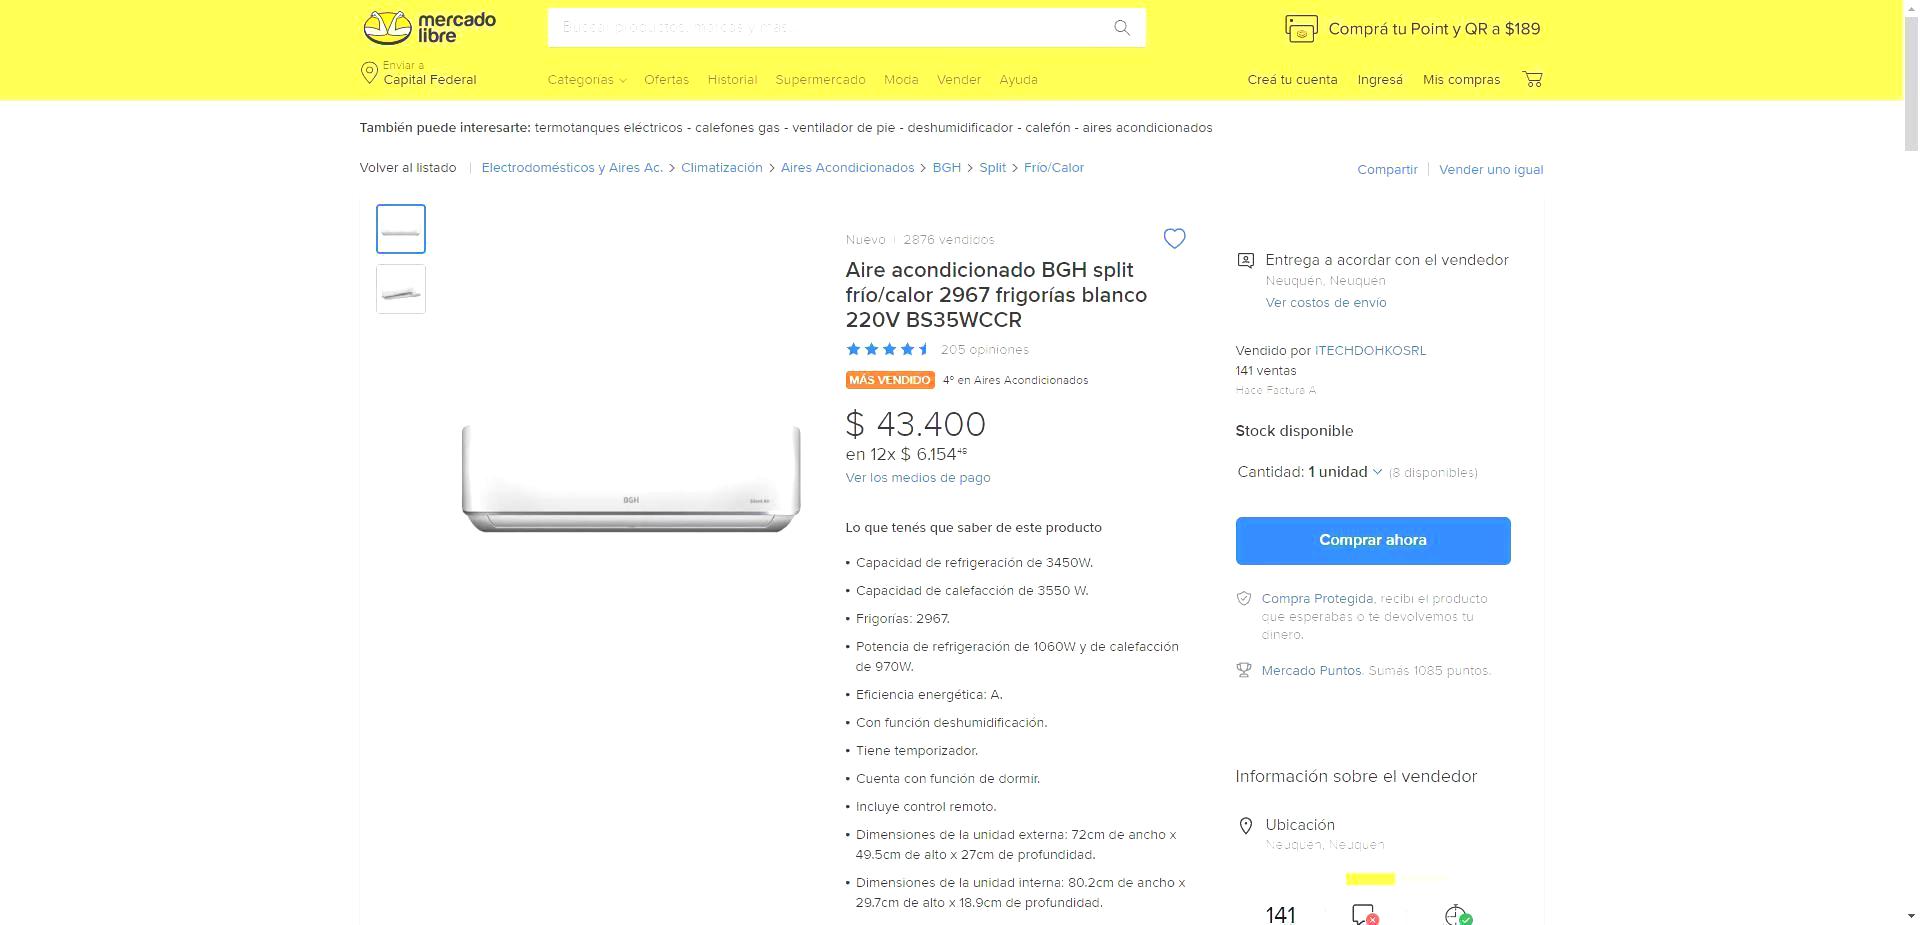 mercado
libre
Buscar productos, marcas y más...
Comprá tu Point y QR a $189
Enviar a
Capital Federal
Categorías Ofertas Historial Supermercado Moda Vender Ayuda
Creá tu cuenta Ingresá Mis compras
También puede interesarte: termotanques eléctricos - calefones gas - ventilador de pie - deshumidificador - calefón - aires acondicionados
Volver al listado | Electrodomésticos y Aires Ac. > Climatización > Aires Acondicionados > BGH > Split > Frío/Calor
Compartir | Vender uno igual
Nuevo | 2876 vendidos
Aire acondicionado BGH split
frío/calor 2967 frigorías blanco
220V BS35WCCR
205 opiniones
MÁS VENDIDO 4º en Aires Acondicionados
$ 43.400
en 12x $ 6.154⁴⁹
Ver los medios de pago
Lo que tenés que saber de este producto
• Capacidad de refrigeración de 3450W.
• Capacidad de calefacción de 3550 W.
• Frigorías: 2967.
• Potencia de refrigeración de 1060W y de calefacción
de 970W.
• Eficiencia energética: A.
• Con función deshumidificación.
• Tiene temporizador.
• Cuenta con función de dormir.
• Incluye control remoto.
• Dimensiones de la unidad externa: 72cm de ancho x
49.5cm de alto x 27cm de profundidad.
• Dimensiones de la unidad interna: 80.2cm de ancho x
29.7cm de alto x 18.9cm de profundidad.
BGH
Silent Air
Entrega a acordar con el vendedor
Neuquén, Neuquén
Ver costos de envío
Vendido por ITECHDOHKOSRL
141 ventas
Hace Factura A
Stock disponible
Cantidad: 1 unidad (8 disponibles)
Comprar ahora
Compra Protegida, recibí el producto
que esperabas o te devolvemos tu
dinero.
Mercado Puntos. Sumás 1085 puntos.
Información sobre el vendedor
Ubicación
Neuquén, Neuquén
141